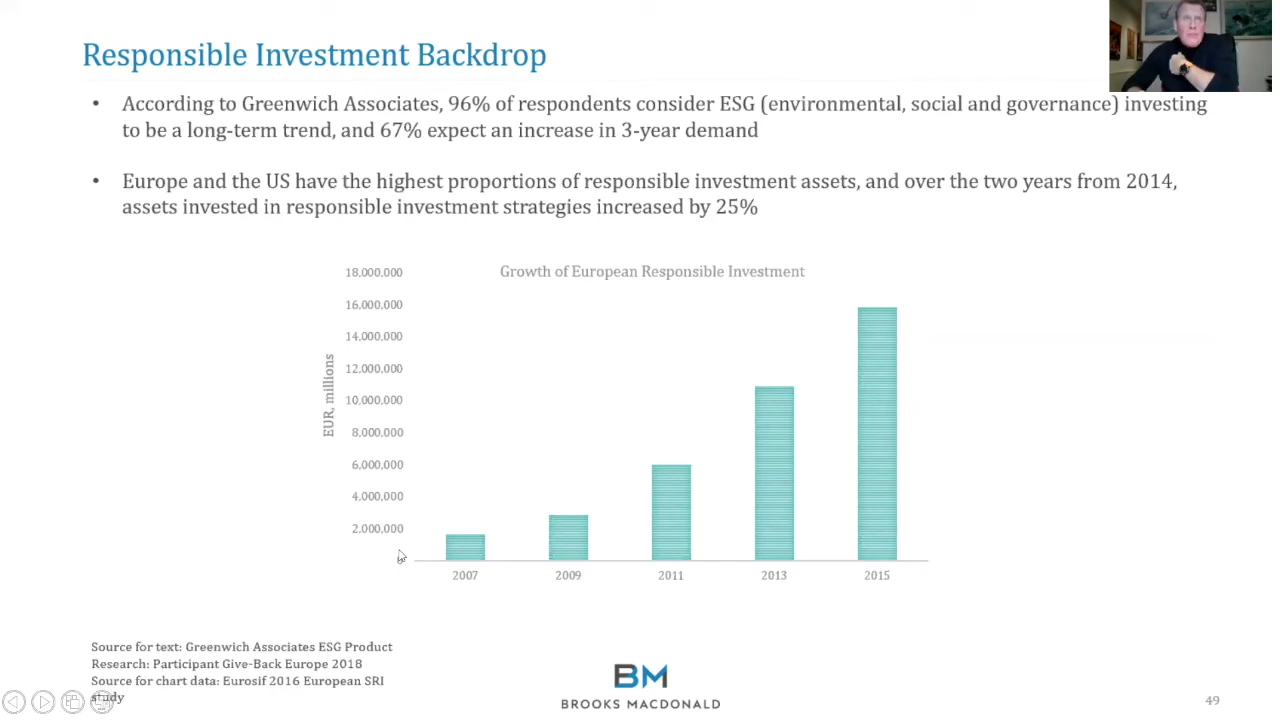 Responsible Investment Backdrop
• According to Greenwich Associates, 96% of respondents consider ESG (environmental, social and governance) investing
to be a long-term trend, and 67% expect an increase in 3-year demand
• Europe and the US have the highest proportions of responsible investment assets, and over the two years from 2014,
assets invested in responsible investment strategies increased by 25%
Growth of European Responsible Investment
EUR, millions
18,000,000
16,000,000
14,000,000
12,000,000
10,000,000
8,000,000
6,000,000
4,000,000
2,000,000
2007
2009
2011
2013
2015
Source for text: Greenwich Associates ESG Product
Research: Participant Give-Back Europe 2018
Source for chart data: Eurosif 2016 European SRI
study
BM
BROOKS MACDONALD
49